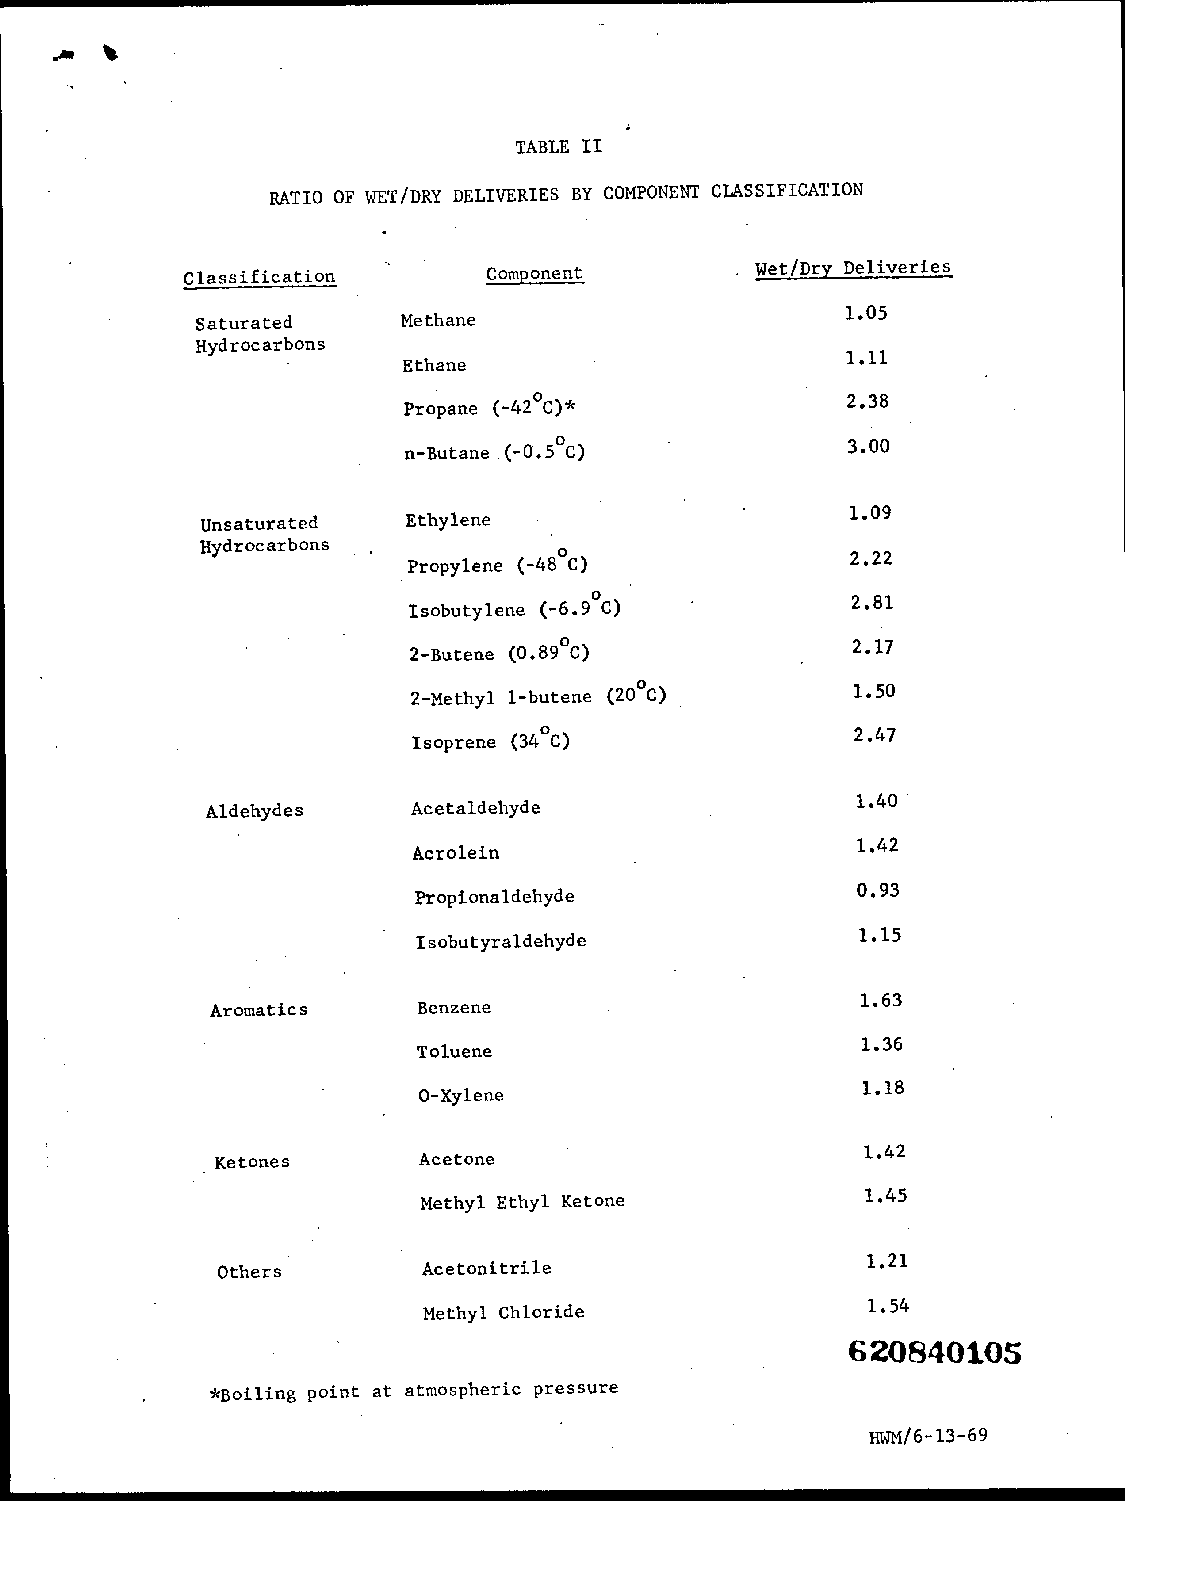 TABLE II
RATIO OF WET/DRY DELIVERIES BY COMPONENT CLASSIFICATION
Classification Component Wet/Dry Deliveries
Saturated Hydrocarbons Methane 1.05
Ethane 1.11
Propane (-42°C)* 2.38
n-Butane (-0.5°C) 3.00
Unsaturated Hydrocarbons Ethylene 1.09
Propylene (-48°C) 2.22
Isobutylene (-6.9°C) 2.81
2-Butene (0.89°C) 2.17
2-Methyl 1-butene (20°C) 1.50
Isoprene (34°C) 2.47
Aldehydes Acetaldehyde 1.40
Acrolein 1.42
Propionaldehyde 0.93
Isobutyraldehyde 1.15
Aromatics Benzene 1.63
Toluene 1.36
O-Xylene 1.18
Ketones Acetone 1.42
Methyl Ethyl Ketone 1.45
Others Acetonitrile 1.21
Methyl Chloride 1.54
620840105
*Boiling point at atmospheric pressure
HWM/6-13-69